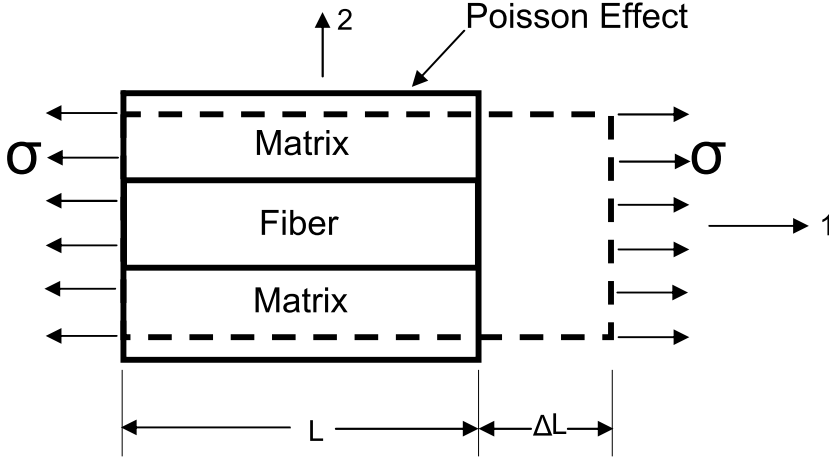 Poisson Effect
2
Matrix
σ
σ
Fiber
1
Matrix
L
ΔL